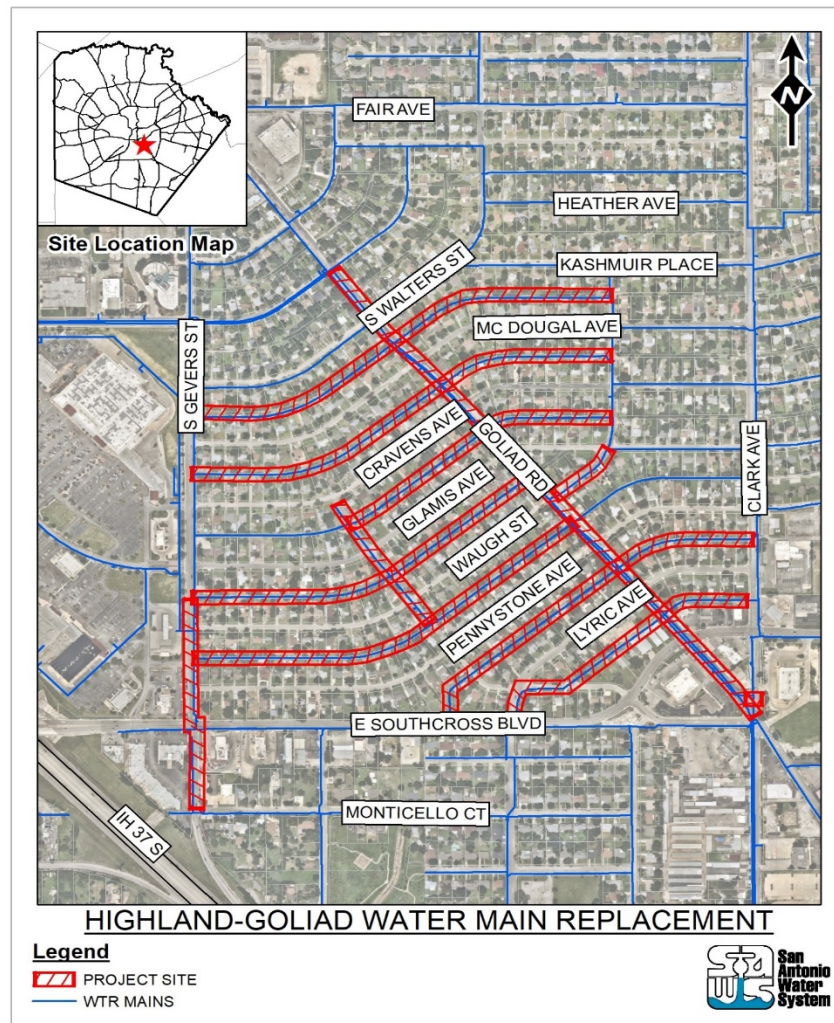 Site Location Map
N
FAIR AVE
HEATHER AVE
KASHMUIR PLACE
S WALTERS ST
MC DOUGAL AVE
S GEVERS ST
CRAVENS AVE
GOLIAD RD
GLAMIS AVE
CLARK AVE
WAUGH ST
PENNYSTONE AVE
LYRIC AVE
E SOUTHCROSS BLVD
MONTICELLO CT
IH 37 S
HIGHLAND-GOLIAD WATER MAIN REPLACEMENT
Legend
PROJECT SITE
WTR MAINS
SAWS
San
Antonio
Water
System